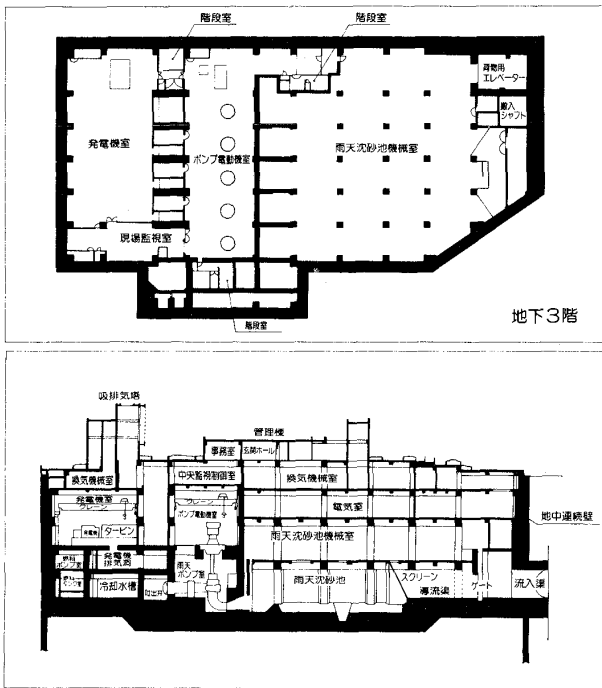 階段室
階段室
荷物用
エレベーター
搬入
シャフト
発電機室
ポンプ電動機室
雨天沈砂池機械室
現場監視室
階段室
地下3階
吸排気塔
管理棟
事務室
玄関ホール
換気機械室
中央監視制御室
換気機械室
発電機室
クレーン
クレーン
ポンプ電動機室
電気室
地中連続壁
発電機
タービン
雨天沈砂池機械室
ポンプ室
発電機
排気消
雨天
ポンプ室
冷却水槽
雨天沈砂池
スクリーン
導流渠
ゲート
流入渠